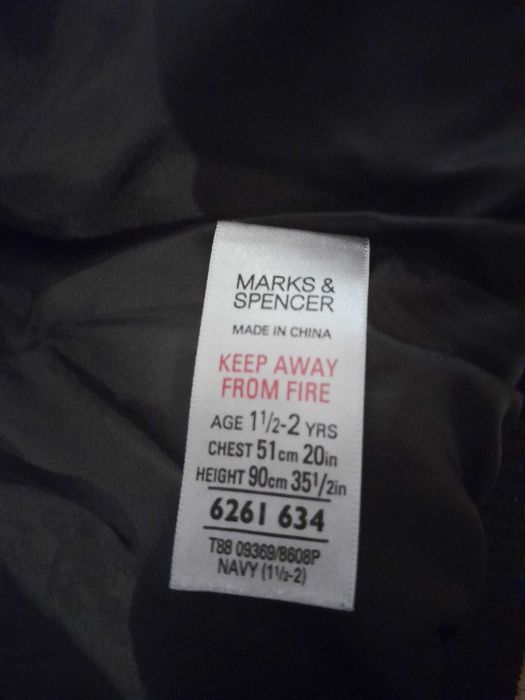 MARKS &
SPENCER
MADE IN CHINA
KEEP AWAY
FROM FIRE
AGE 1½-2 YRS
CHEST 51cm 20in
HEIGHT 90cm 35½in
6261 634
T88 09369/8608P
NAVY (1½-2)